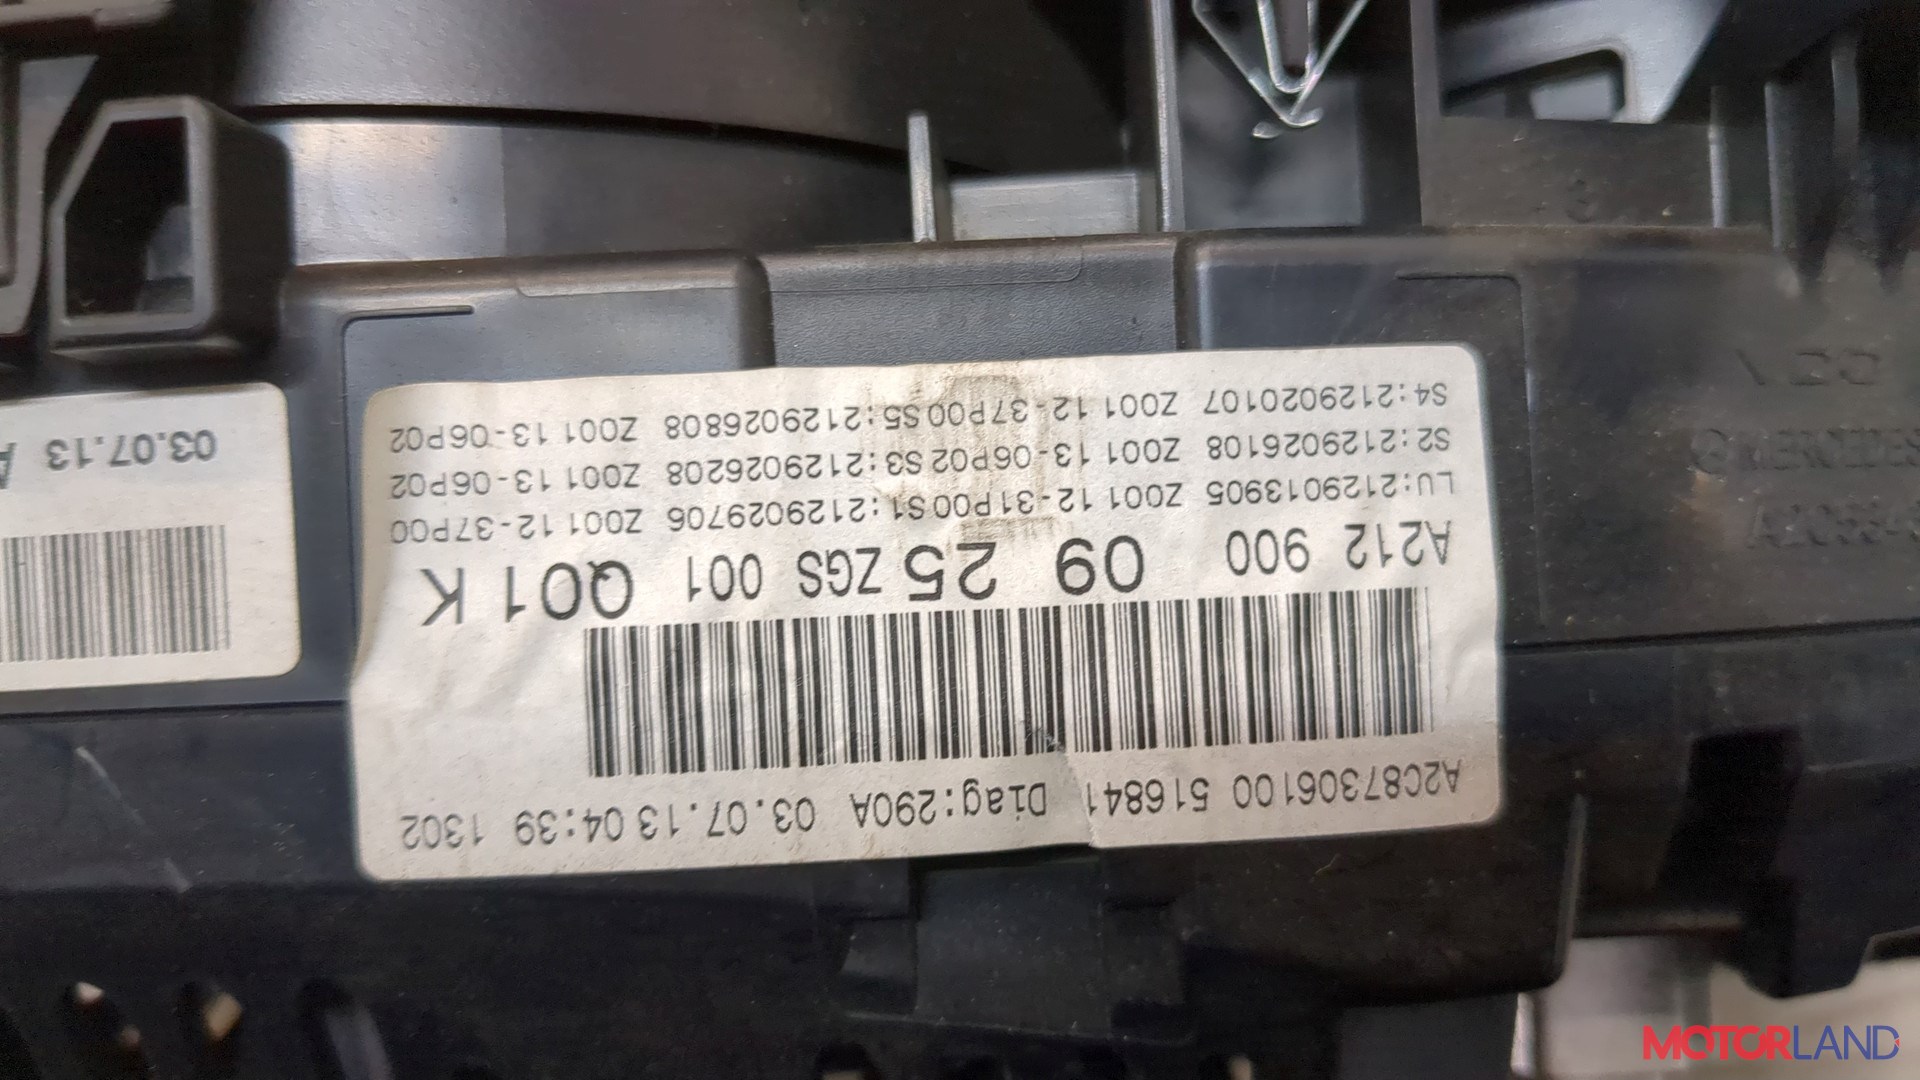 A2C87306100 516841 Diag:290A 03.07.13 04:39 1302
A212 900 09 25 ZGS 001 Q01 K
LU:2129013905 Z001 12-31P00 S1:2129029706 Z001 12-37P00
S2:2129026108 Z001 13-06P02 S3:2129026208 Z001 13-06P02
S4:2129020107 Z001 12-37P00 S5:2129026808 Z001 13-06P02
03.07.13
3
MOTORLAND